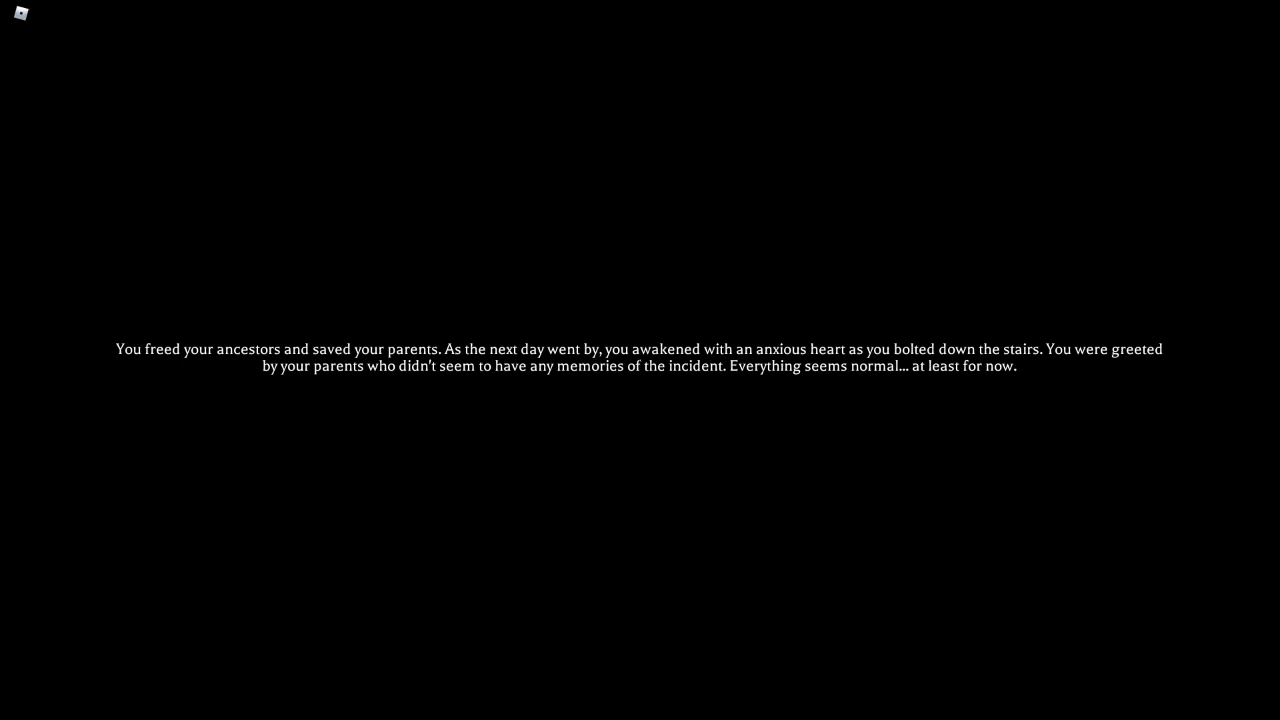 You freed your ancestors and saved your parents. As the next day went by, you awakened with an anxious heart as you bolted down the stairs. You were greeted
by your parents who didn't seem to have any memories of the incident. Everything seems normal... at least for now.